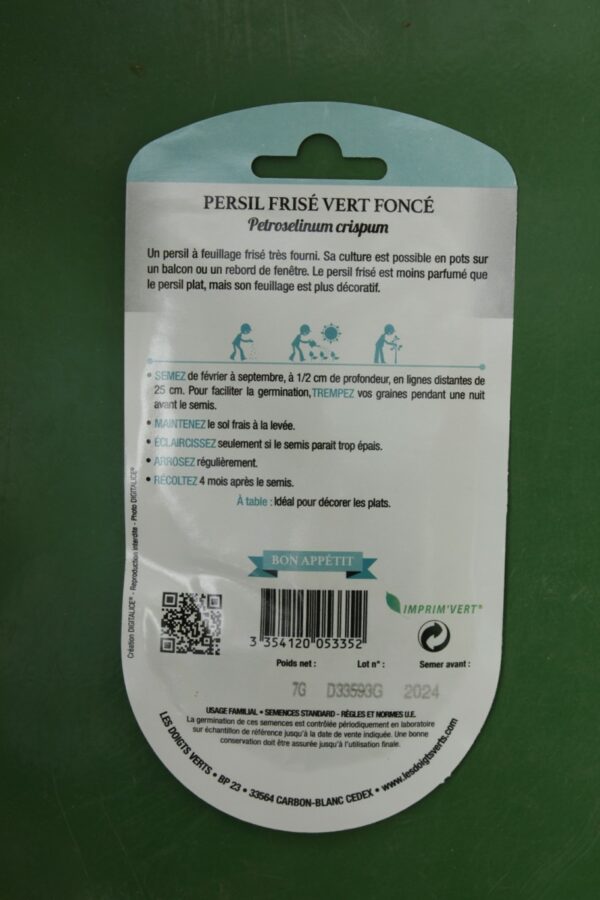 PERSIL FRISÉ VERT FONCÉ
Petroselinum crispum
Un persil à feuillage frisé très fourni. Sa culture est possible en pots sur
un balcon ou un rebord de fenêtre. Le persil frisé est moins parfumé que
le persil plat, mais son feuillage est plus décoratif.
• SEMEZ de février à septembre, à 1/2 cm de profondeur, en lignes distantes de
25 cm. Pour faciliter la germination, TREMPEZ vos graines pendant une nuit
avant le semis.
• MAINTENEZ le sol frais à la levée.
• ÉCLAIRCISSEZ seulement si le semis parait trop épais.
• ARROSEZ régulièrement.
• RÉCOLTEZ 4 mois après le semis.
À table : Idéal pour décorer les plats.
Création DIGITALICE® - Reproduction interdite - Photo DIGITALICE®
BON APPÉTIT
IMPRIM'VERT®
3 354120 053352
Poids net : Lot n° : Semer avant :
7G D33593G 2024
USAGE FAMILIAL • SEMENCES STANDARD - RÈGLES ET NORMES U.E.
La germination de ces semences est contrôlée périodiquement en laboratoire
sur échantillon de référence jusqu'à la date de vente indiquée. Une bonne
conservation doit être assurée jusqu'à l'utilisation finale.
LES DOIGTS VERTS • BP 23 • 33564 CARBON-BLANC CEDEX • www.lesdoigtsverts.com